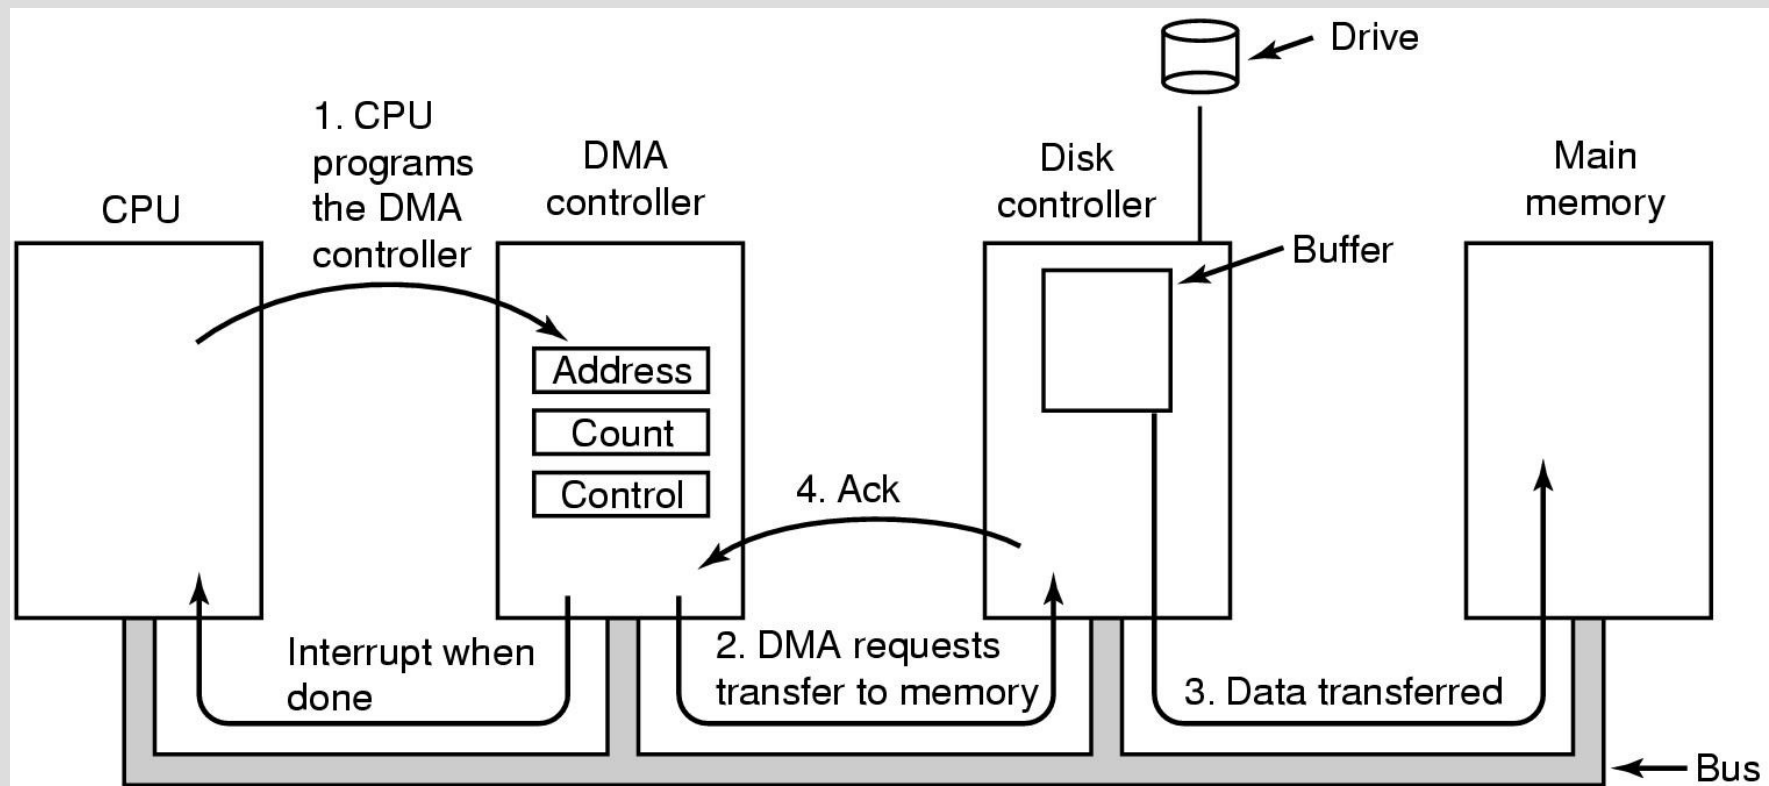 Drive
1. CPU
programs
the DMA
controller
CPU
DMA
controller
Disk
controller
Main
memory
Buffer
Address
Count
Control
4. Ack
Interrupt when
done
2. DMA requests
transfer to memory
3. Data transferred
Bus